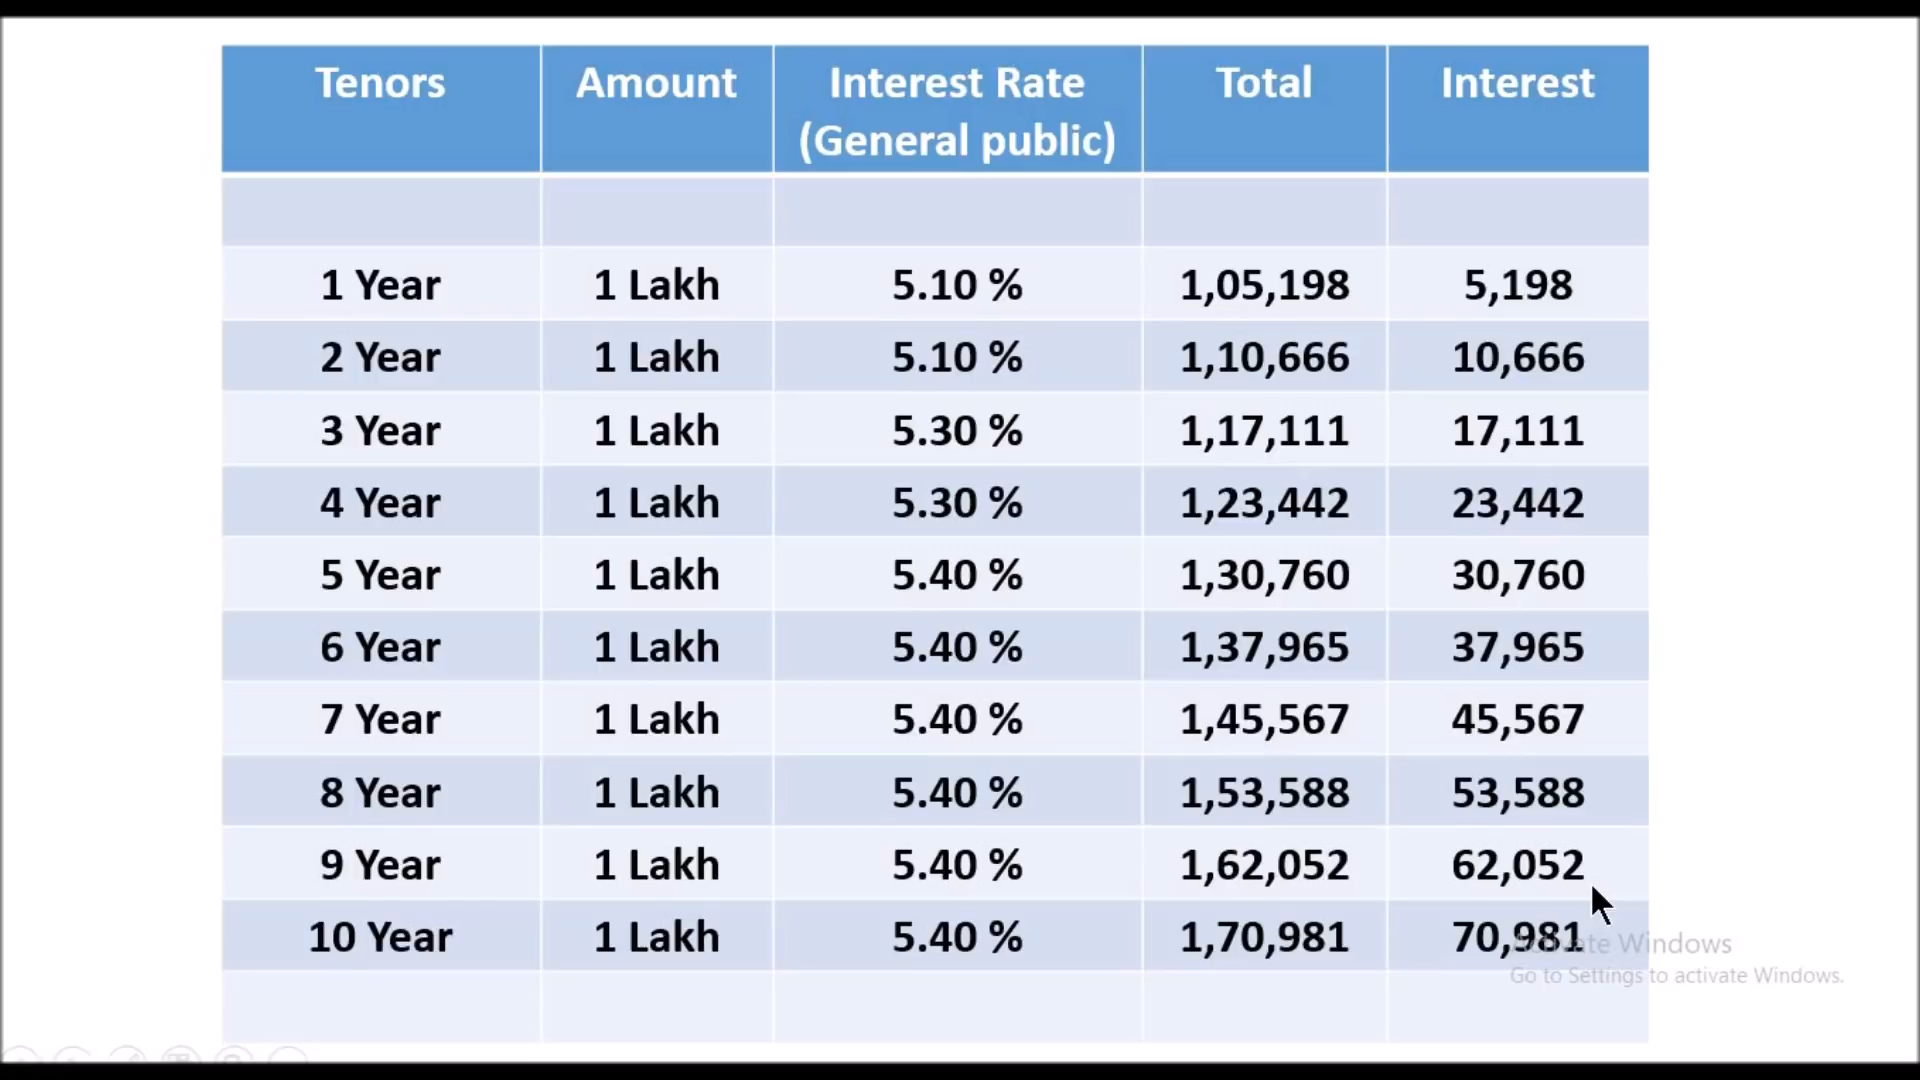 Tenors Amount Interest Rate Total Interest
(General public)
1 Year 1 Lakh 5.10 % 1,05,198 5,198
2 Year 1 Lakh 5.10 % 1,10,666 10,666
3 Year 1 Lakh 5.30 % 1,17,111 17,111
4 Year 1 Lakh 5.30 % 1,23,442 23,442
5 Year 1 Lakh 5.40 % 1,30,760 30,760
6 Year 1 Lakh 5.40 % 1,37,965 37,965
7 Year 1 Lakh 5.40 % 1,45,567 45,567
8 Year 1 Lakh 5.40 % 1,53,588 53,588
9 Year 1 Lakh 5.40 % 1,62,052 62,052
10 Year 1 Lakh 5.40 % 1,70,981 70,981
Activate Windows
Go to Settings to activate Windows.